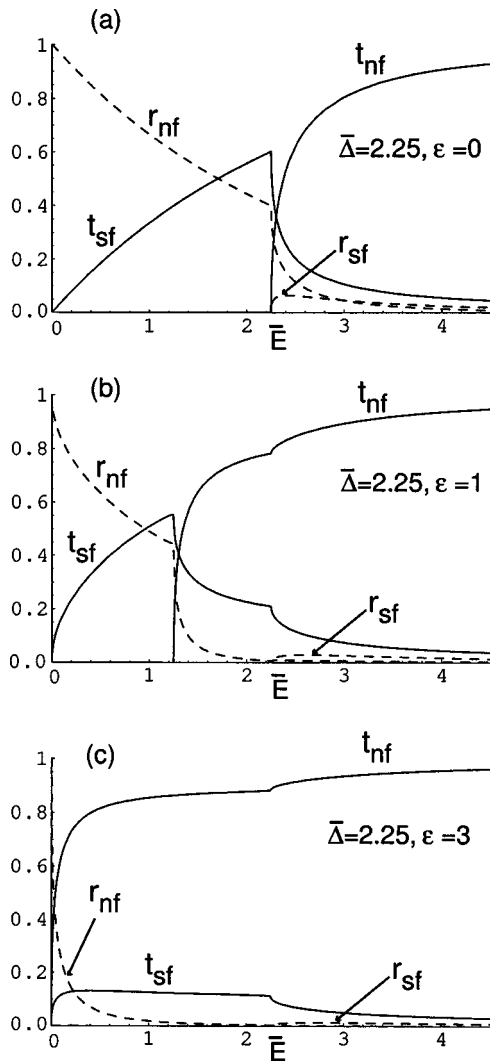 (a)
1
t_nf
0.8
r_nf
Δ̄=2.25, ε =0
0.6
0.4
t_sf
r_sf
0.2
0.0
0 1 Ē 3 4
(b)
1
t_nf
0.8
r_nf
Δ̄=2.25, ε =1
0.6
t_sf
0.4
r_sf
0.2
0.0
0 1 Ē 3 4
(c)
1
t_nf
0.8
Δ̄=2.25, ε =3
0.6
r_nf
0.4
t_sf
r_sf
0.2
0.0
0 1 Ē 3 4